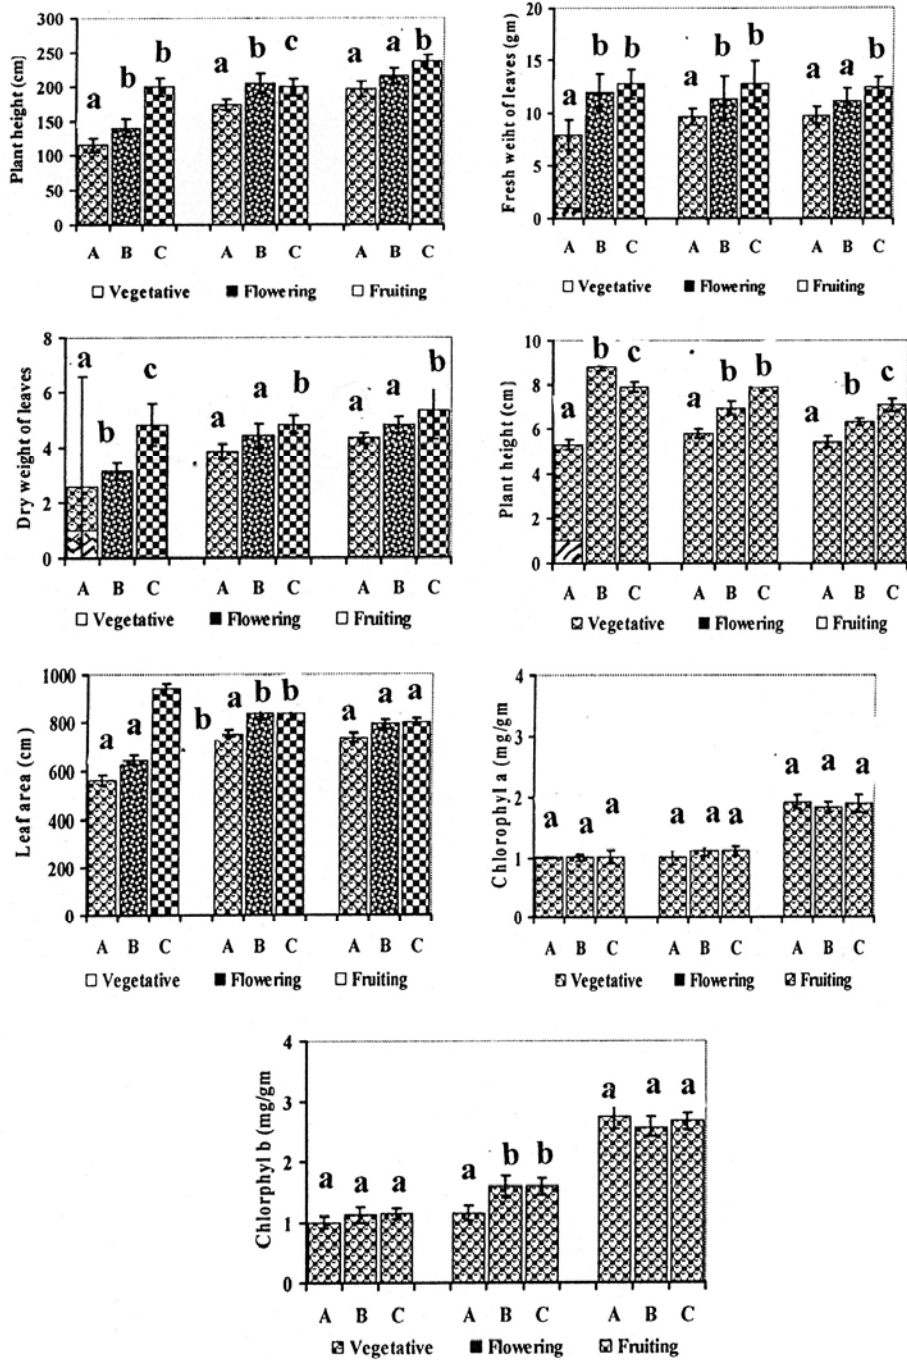 Plant height (cm)
300
250
200
150
100
50
0
a b b a b c a a b
A B C A B C A B C
Vegetative Flowering Fruiting
Fresh weiht of leaves (gm)
20
15
10
5
0
a b b a b b a a b
A B C A B C A B C
Vegetative Flowering Fruiting
Dry weight of leaves
8
6
4
2
0
a b c a a b a a b
A B C A B C A B C
Vegetative Flowering Fruiting
Plant height (cm)
10
8
6
4
2
0
a b c a b b a b c
A B C A B C A B C
Vegetative Flowering Fruiting
Leaf area (cm)
1000
800
600
400
200
0
a a b a b b a a a
A B C A B C A B C
Vegetative Flowering Fruiting
Chlorophyl a (mg/gm)
4
3
2
1
0
a a a a a a a a a
A B C A B C A B C
Vegetative Flowering Fruiting
Chlorphyl b (mg/gm)
4
3
2
1
0
a a a a b b a a a
A B C A B C A B C
Vegetative Flowering Fruiting